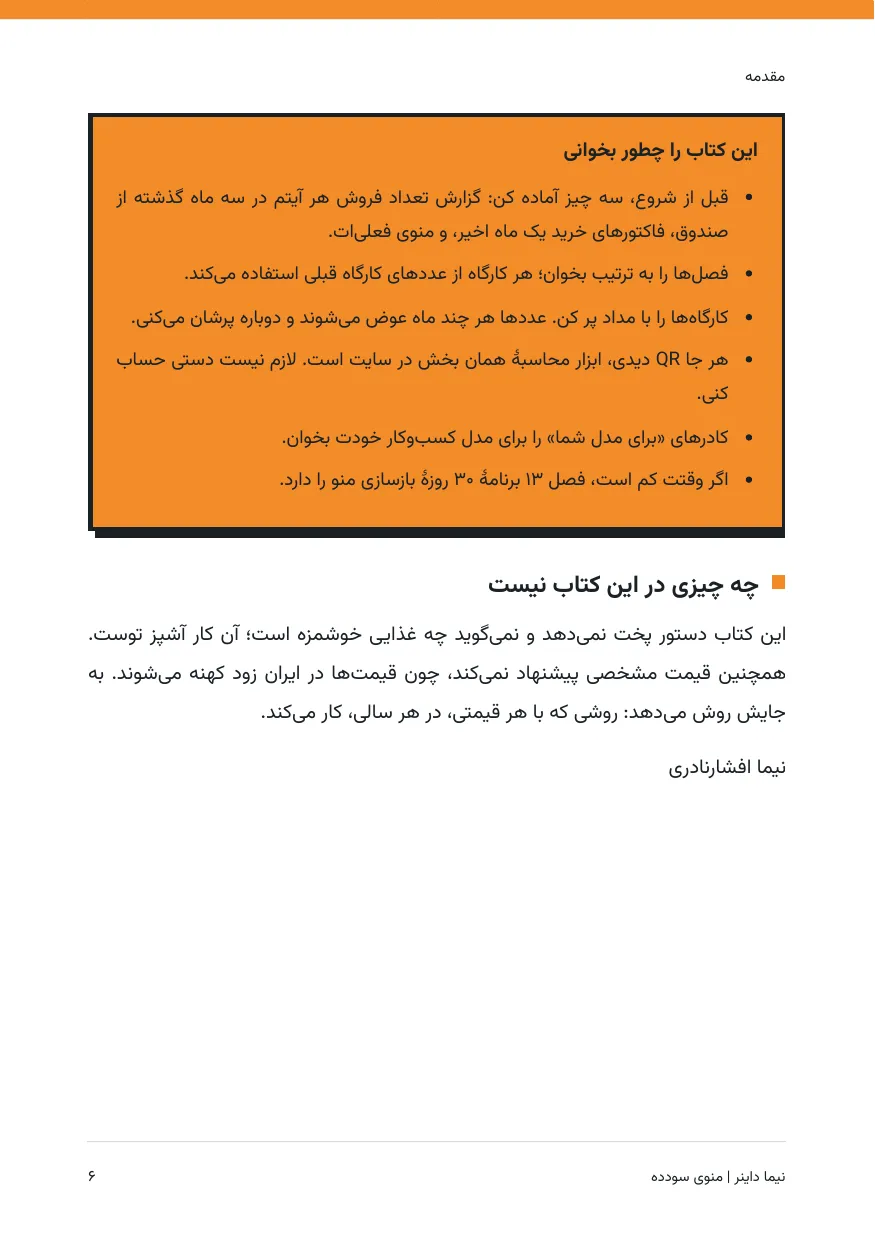 مقدمه
این کتاب را چطور بخوانی
• قبل از شروع، سه چیز آماده کن: گزارش تعداد فروش هر آیتم در سه ماه گذشته از
صندوق، فاکتورهای خرید یک ماه اخیر، و منوی فعلی‌ات.
• فصل‌ها را به ترتیب بخوان؛ هر کارگاه از عددهای کارگاه قبلی استفاده می‌کند.
• کارگاه‌ها را با مداد پر کن. عددها هر چند ماه عوض می‌شوند و دوباره پرشان می‌کنی.
• هر جا QR دیدی، ابزار محاسبهٔ همان بخش در سایت است. لازم نیست دستی حساب
کنی.
• کادرهای «برای مدل شما» را برای مدل کسب‌وکار خودت بخوان.
• اگر وقتت کم است، فصل ۱۳ برنامهٔ ۳۰ روزهٔ بازسازی منو را دارد.
چه چیزی در این کتاب نیست
این کتاب دستور پخت نمی‌دهد و نمی‌گوید چه غذایی خوشمزه است؛ آن کار آشپز توست.
همچنین قیمت مشخصی پیشنهاد نمی‌کند، چون قیمت‌ها در ایران زود کهنه می‌شوند. به
جایش روش می‌دهد: روشی که با هر قیمتی، در هر سالی، کار می‌کند.
نیما افشارنادری
نیما داینر | منوی سودده
۶